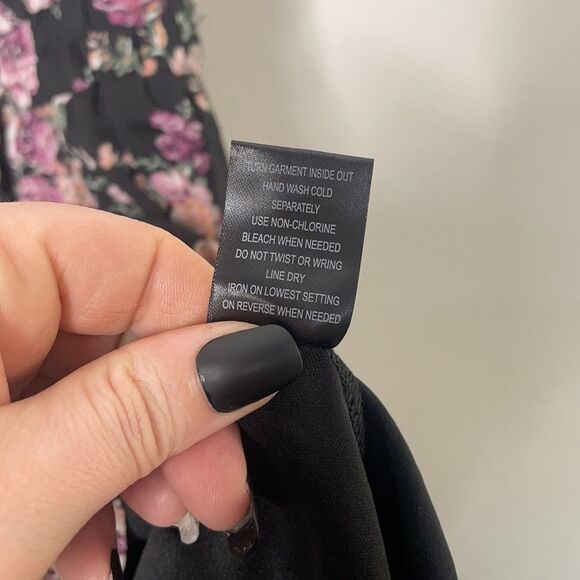 TURN GARMENT INSIDE OUT
HAND WASH COLD
SEPARATELY
USE NON-CHLORINE
BLEACH WHEN NEEDED
DO NOT TWIST OR WRING
LINE DRY
IRON ON LOWEST SETTING
ON REVERSE WHEN NEEDED